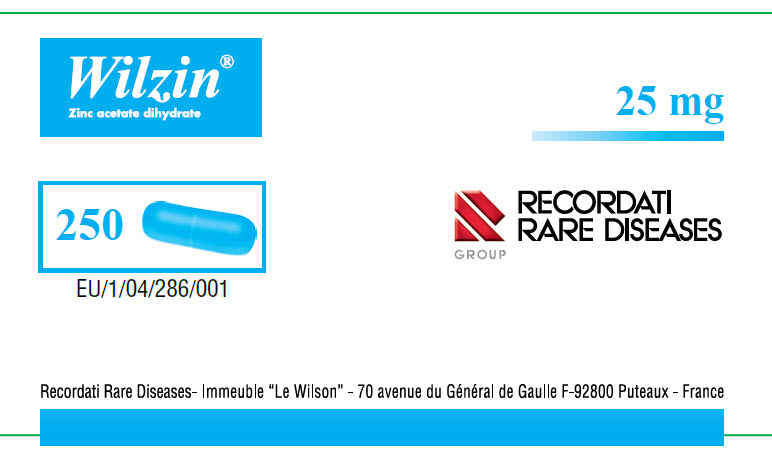 Wilzin®
Zinc acetate dihydrate
25 mg
250
EU/1/04/286/001
RECORDATI
RARE DISEASES
GROUP
Recordati Rare Diseases- Immeuble “Le Wilson” - 70 avenue du Général de Gaulle F-92800 Puteaux - France